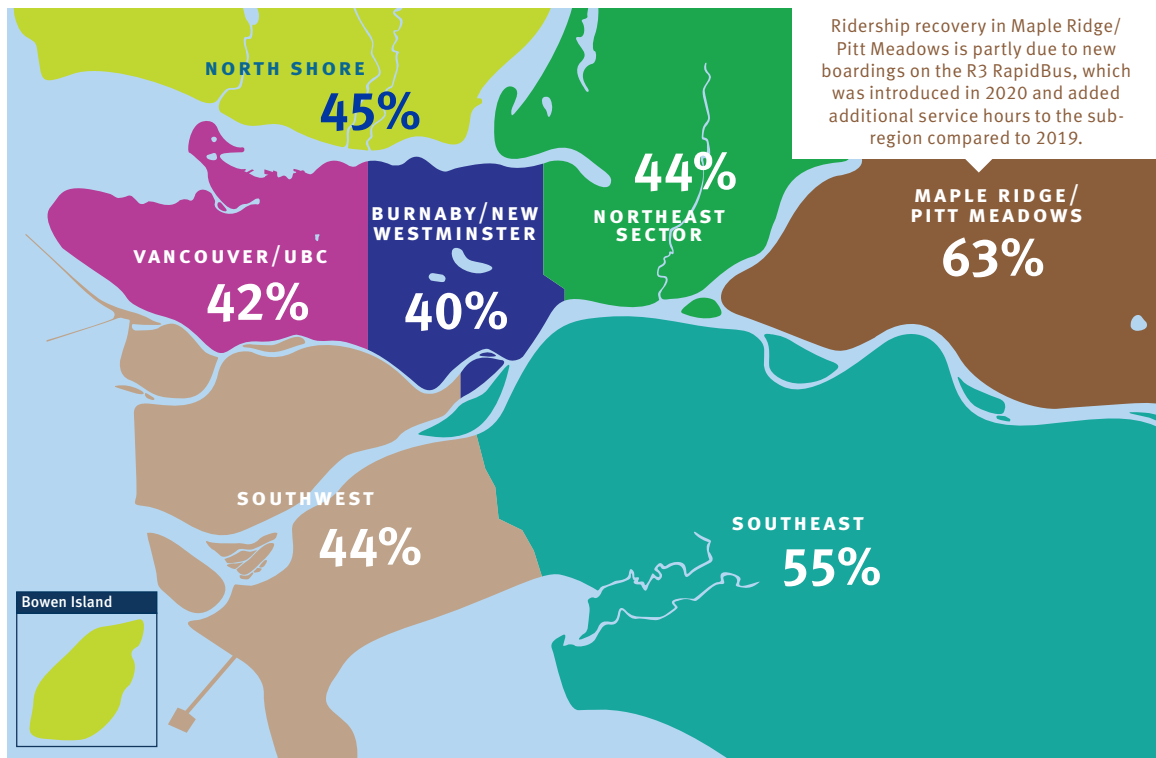 Ridership recovery in Maple Ridge/
Pitt Meadows is partly due to new
boardings on the R3 RapidBus, which
was introduced in 2020 and added
additional service hours to the sub-
region compared to 2019.
NORTH SHORE
45%
44%
NORTHEAST
SECTOR
MAPLE RIDGE/
PITT MEADOWS
63%
BURNABY/NEW
WESTMINSTER
40%
VANCOUVER/UBC
42%
SOUTHWEST
44%
SOUTHEAST
55%
Bowen Island